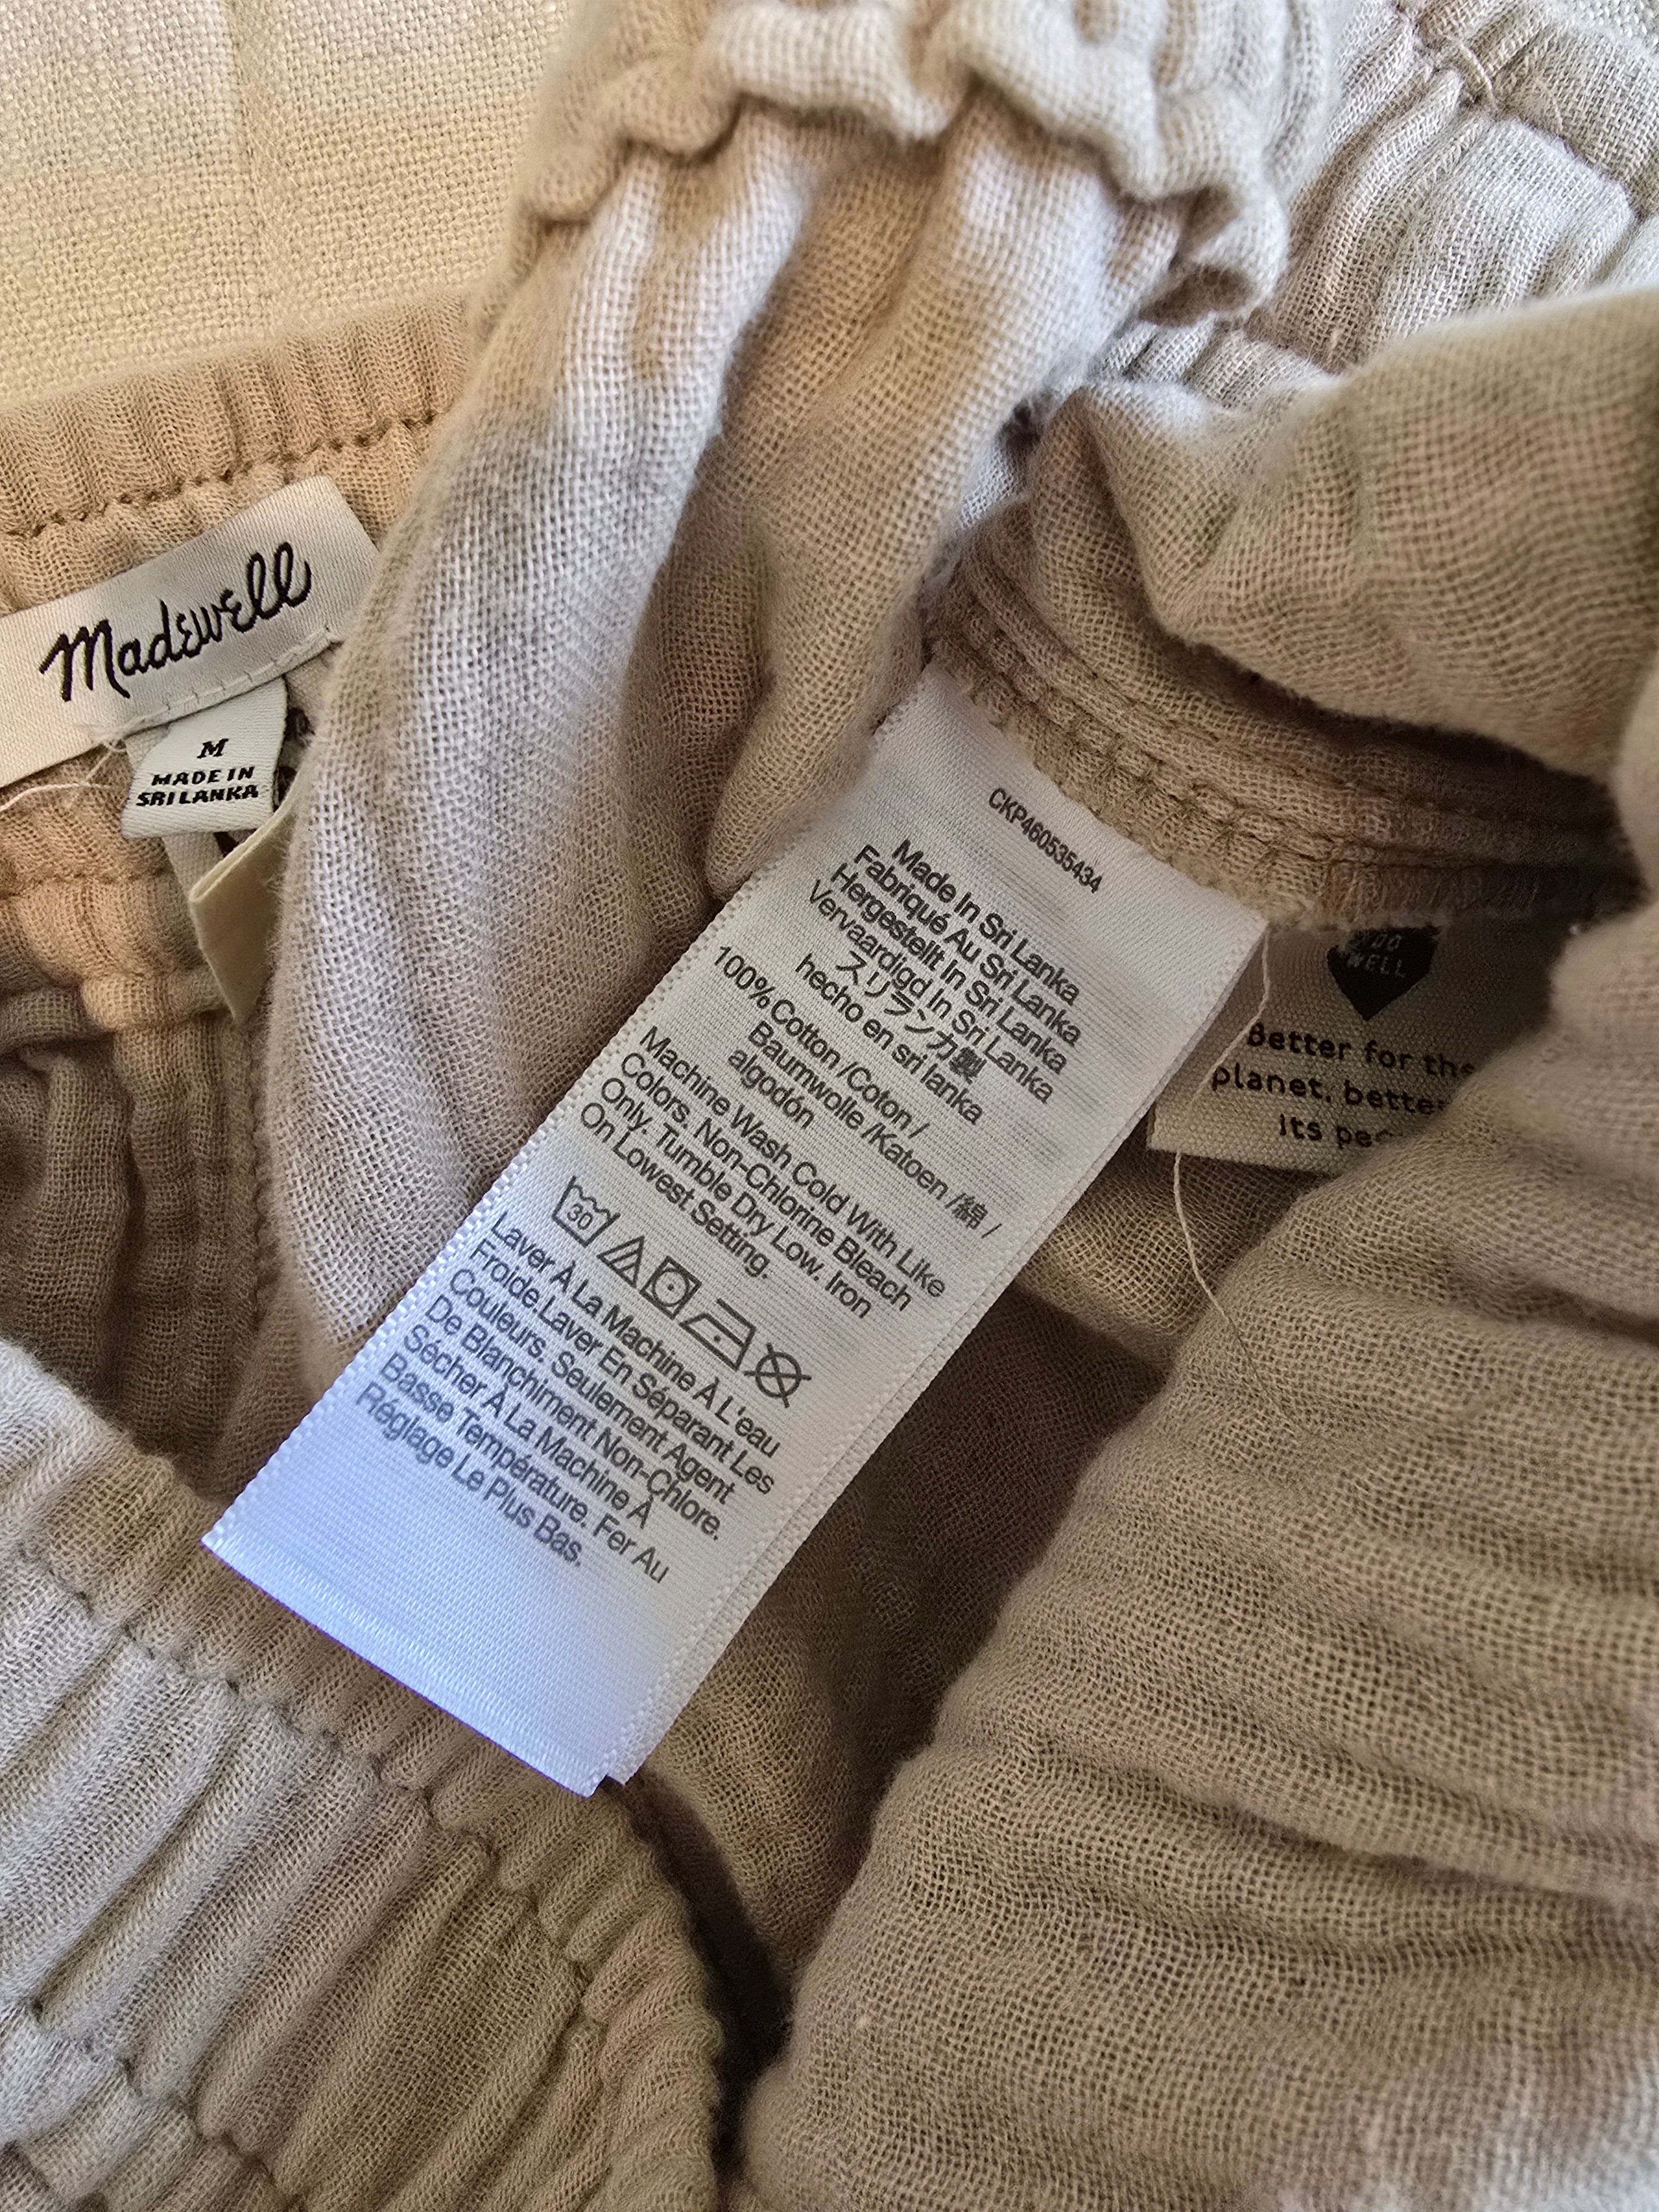 Madewell
M
MADE IN
SRI LANKA
CKP460535434
Made In Sri Lanka
Fabriqué Au Sri Lanka
Hergestellt In Sri Lanka
Vervaardigd In Sri Lanka
スリランカ製
hecho en sri lanka
100% Cotton /Coton /
Baumwolle /Katoen /綿 /
algodón
Machine Wash Cold With Like
Colors. Non-Chlorine Bleach
Only. Tumble Dry Low. Iron
On Lowest Setting.
30
Laver À La Machine À L'eau
Froide Laver En Séparant Les
Couleurs. Seulement Agent
De Blanchiment Non-Chlore.
Sécher À La Machine À
Basse Température. Fer Au
Réglage Le Plus Bas.
DO
WELL
Better for the
planet, better
its